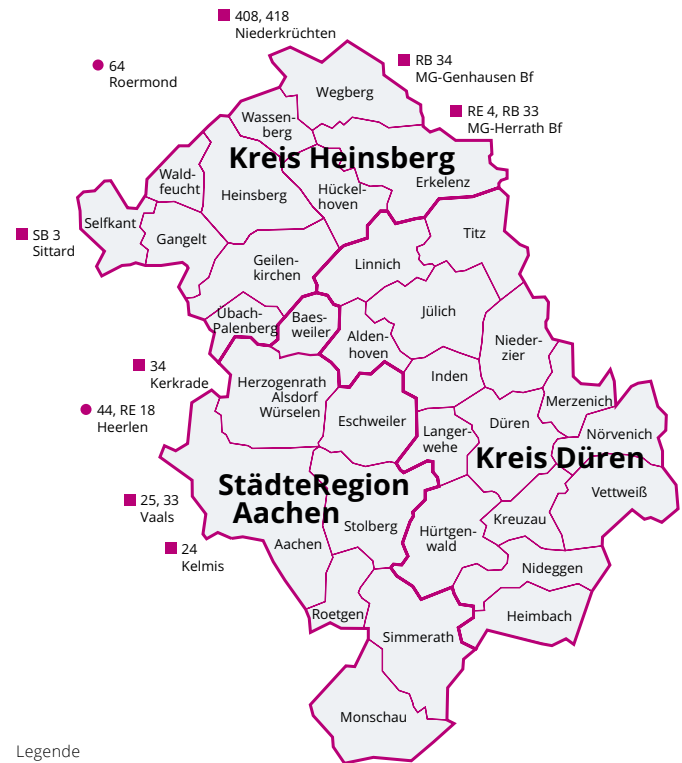 408, 418
Niederkrüchten
64
Roermond
RB 34
MG-Genhausen Bf
RE 4, RB 33
MG-Herrath Bf
Wegberg
Wassen-
berg
Kreis Heinsberg
Wald-
feucht
Heinsberg
Hückel-
hoven
Erkelenz
Selfkant
Gangelt
SB 3
Sittard
Titz
Geilen-
kirchen
Linnich
Übach-
Palenberg
Baes-
weiler
Jülich
Alden-
hoven
Nieder-
zier
34
Kerkrade
Herzogenrath
Alsdorf
Würselen
Inden
Merzenich
44, RE 18
Heerlen
Eschweiler
Langer-
wehe
Düren
Nörvenich
Kreis Düren
StädteRegion
Aachen
Vettweiß
25, 33
Vaals
Stolberg
Hürtgen-
wald
Kreuzau
24
Kelmis
Aachen
Nideggen
Roetgen
Simmerath
Heimbach
Monschau
Legende